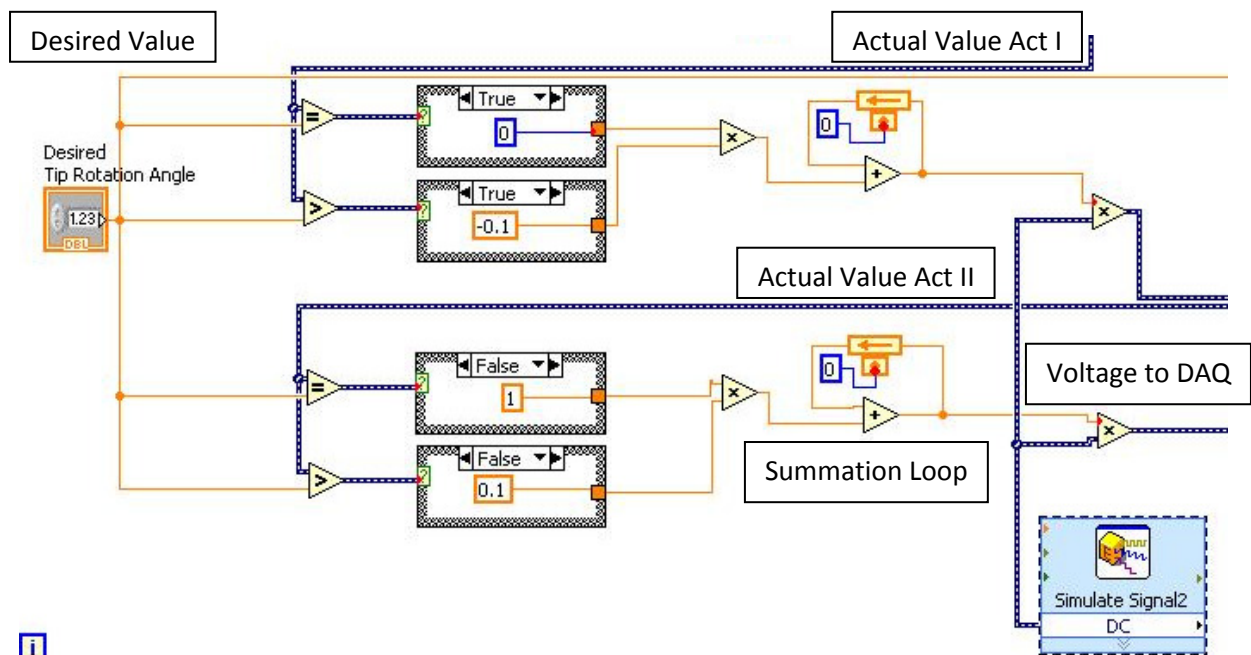 Desired Value
Actual Value Act I
True
0
Desired
Tip Rotation Angle
1.23
DBL
=
?
×
0
+
True
>
?
-0.1
×
Actual Value Act II
False
=
?
1
×
0
+
Voltage to DAQ
×
False
>
?
0.1
Summation Loop
Simulate Signal2
DC
i